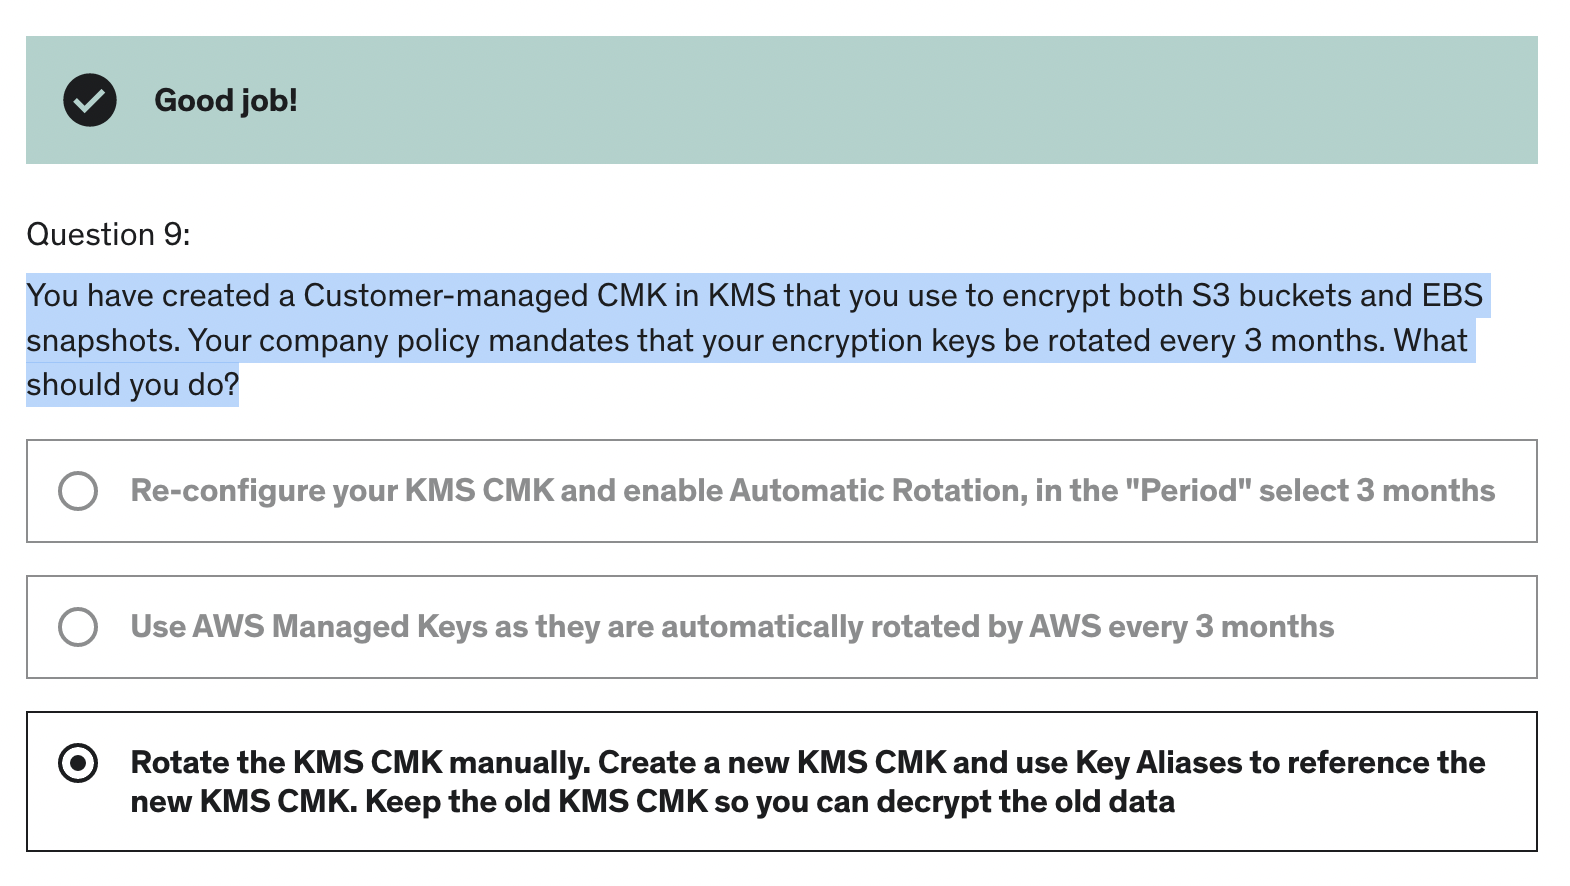 Good job!
Question 9:
You have created a Customer-managed CMK in KMS that you use to encrypt both S3 buckets and EBS
snapshots. Your company policy mandates that your encryption keys be rotated every 3 months. What
should you do?
Re-configure your KMS CMK and enable Automatic Rotation, in the "Period" select 3 months
Use AWS Managed Keys as they are automatically rotated by AWS every 3 months
Rotate the KMS CMK manually. Create a new KMS CMK and use Key Aliases to reference the
new KMS CMK. Keep the old KMS CMK so you can decrypt the old data